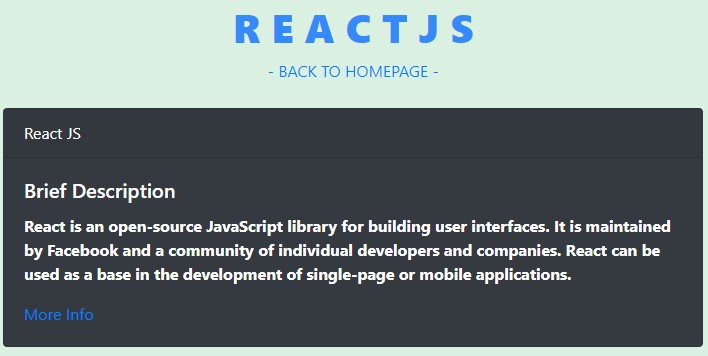 REACTJS
- BACK TO HOMEPAGE -
React JS
Brief Description
React is an open-source JavaScript library for building user interfaces. It is maintained
by Facebook and a community of individual developers and companies. React can be
used as a base in the development of single-page or mobile applications.
More Info